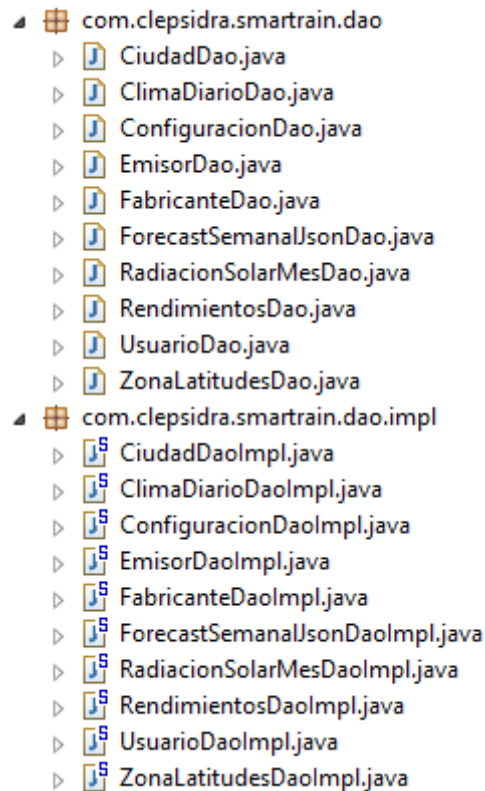 com.clepsidra.smartrain.dao
CiudadDao.java
ClimaDiarioDao.java
ConfiguracionDao.java
EmisorDao.java
FabricanteDao.java
ForecastSemanalJsonDao.java
RadiacionSolarMesDao.java
RendimientosDao.java
UsuarioDao.java
ZonaLatitudesDao.java
com.clepsidra.smartrain.dao.impl
CiudadDaoImpl.java
ClimaDiarioDaoImpl.java
ConfiguracionDaoImpl.java
EmisorDaoImpl.java
FabricanteDaoImpl.java
ForecastSemanalJsonDaoImpl.java
RadiacionSolarMesDaoImpl.java
RendimientosDaoImpl.java
UsuarioDaoImpl.java
ZonaLatitudesDaoImpl.java